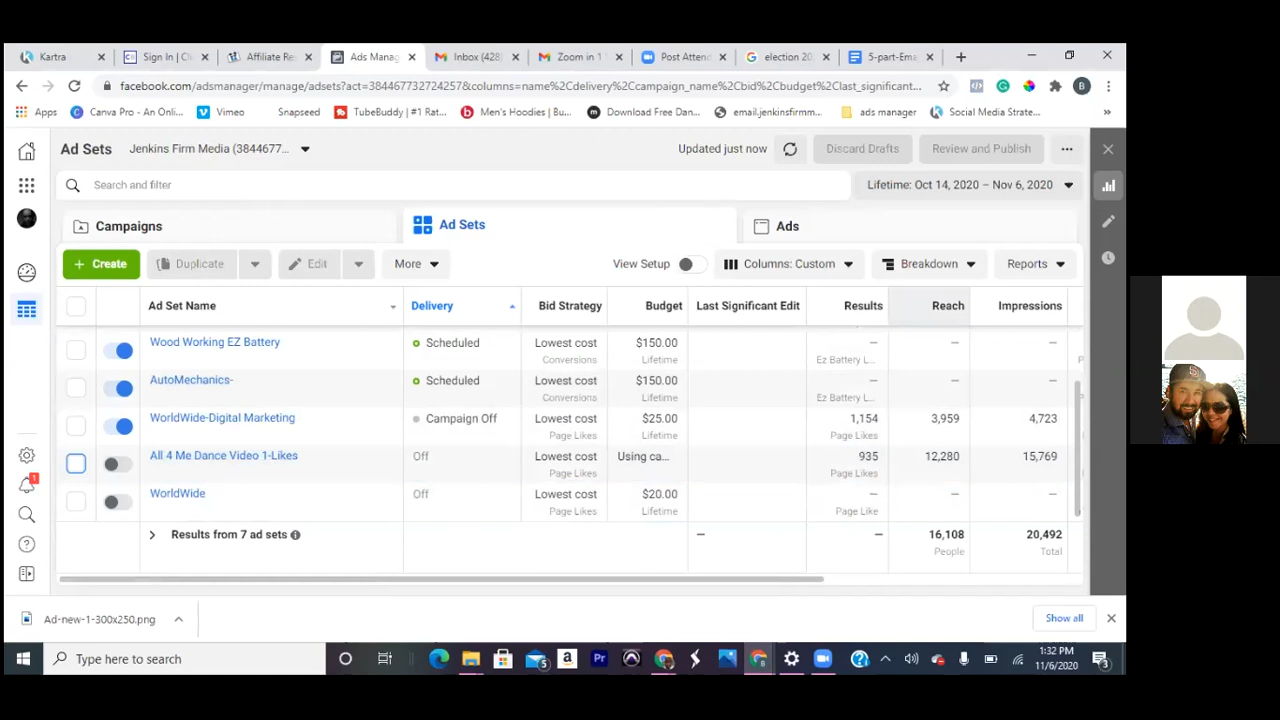 Kartra
Sign In | Cli
Affiliate Re
Ads Mana
Inbox (428
Zoom in 1
Post Attend
election 20
5-part-Ema
facebook.com/adsmanager/manage/adsets?act=3844677327242​57&columns=name%2Cdelivery%2Ccampaign_name%2Cbid%2Cbudget%2Clast_significant...
Apps
Canva Pro - An Onli...
Vimeo
Snapseed
TubeBuddy | #1 Rat...
Men's Hoodies | Bu...
Download Free Dan...
email.jenkinsfirmm...
ads manager
Social Media Strate...
Ad Sets
Jenkins Firm Media (3844677...
Updated just now
Discard Drafts
Review and Publish
Search and filter
Lifetime: Oct 14, 2020 – Nov 6, 2020
Campaigns
Ad Sets
Ads
+ Create
Duplicate
Edit
More
View Setup
Columns: Custom
Breakdown
Reports
Ad Set Name
Delivery
Bid Strategy
Budget
Last Significant Edit
Results
Reach
Impressions
Wood Working EZ Battery
Scheduled
Lowest cost
$150.00
—
—
—
Conversions
Lifetime
Ez Battery L...
AutoMechanics-
Scheduled
Lowest cost
$150.00
—
—
—
Conversions
Lifetime
Ez Battery L...
WorldWide-Digital Marketing
Campaign Off
Lowest cost
$25.00
1,154
3,959
4,723
Page Likes
Lifetime
Page Likes
All 4 Me Dance Video 1-Likes
Off
Lowest cost
Using ca...
935
12,280
15,769
Page Likes
Page Likes
WorldWide
Off
Lowest cost
$20.00
—
—
—
Page Likes
Lifetime
Page Like
Results from 7 ad sets
—
—
16,108
20,492
People
Total
1
Ad-new-1-300x250.png
Show all
Type here to search
5
Pr
1:32 PM
11/6/2020
3